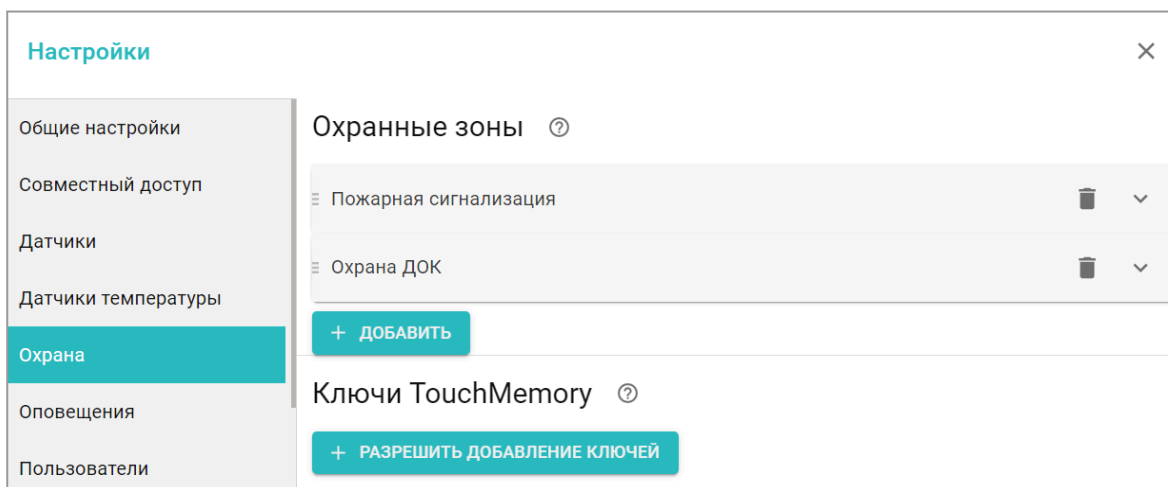 Настройки
Общие настройки
Совместный доступ
Датчики
Датчики температуры
Охрана
Оповещения
Пользователи
Охранные зоны
Пожарная сигнализация
Охрана ДОК
+ ДОБАВИТЬ
Ключи TouchMemory
+ РАЗРЕШИТЬ ДОБАВЛЕНИЕ КЛЮЧЕЙ